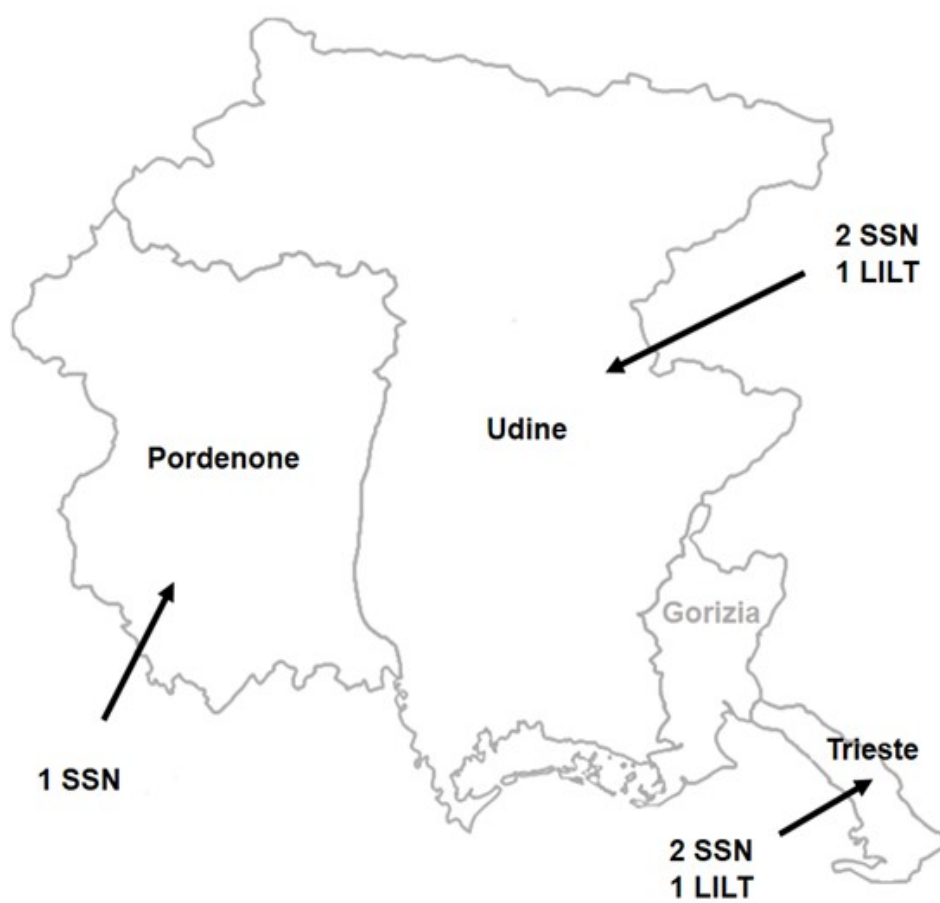 2 SSN
1 LILT
Udine
Pordenone
Gorizia
1 SSN
Trieste
2 SSN
1 LILT